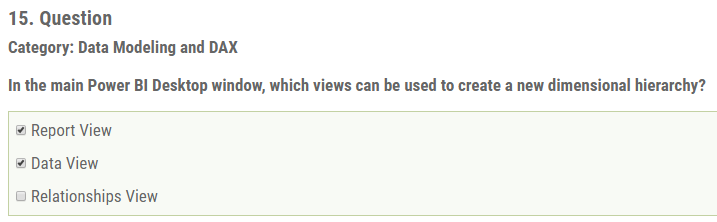 15. Question
Category: Data Modeling and DAX
In the main Power BI Desktop window, which views can be used to create a new dimensional hierarchy?
Report View
Data View
Relationships View